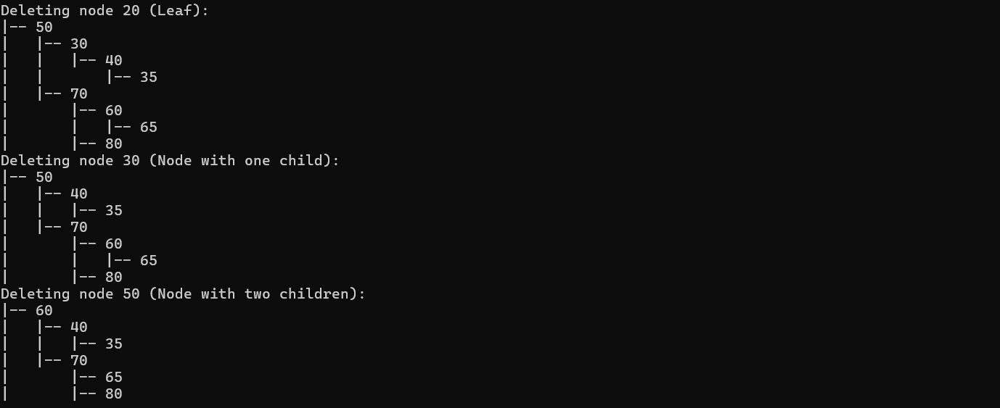 Deleting node 20 (Leaf):
|-- 50
|   |-- 30
|   |   |-- 40
|   |       |-- 35
|   |-- 70
|       |-- 60
|       |   |-- 65
|       |-- 80
Deleting node 30 (Node with one child):
|-- 50
|   |-- 40
|   |   |-- 35
|   |-- 70
|       |-- 60
|       |   |-- 65
|       |-- 80
Deleting node 50 (Node with two children):
|-- 60
|   |-- 40
|   |   |-- 35
|   |-- 70
|       |-- 65
|       |-- 80